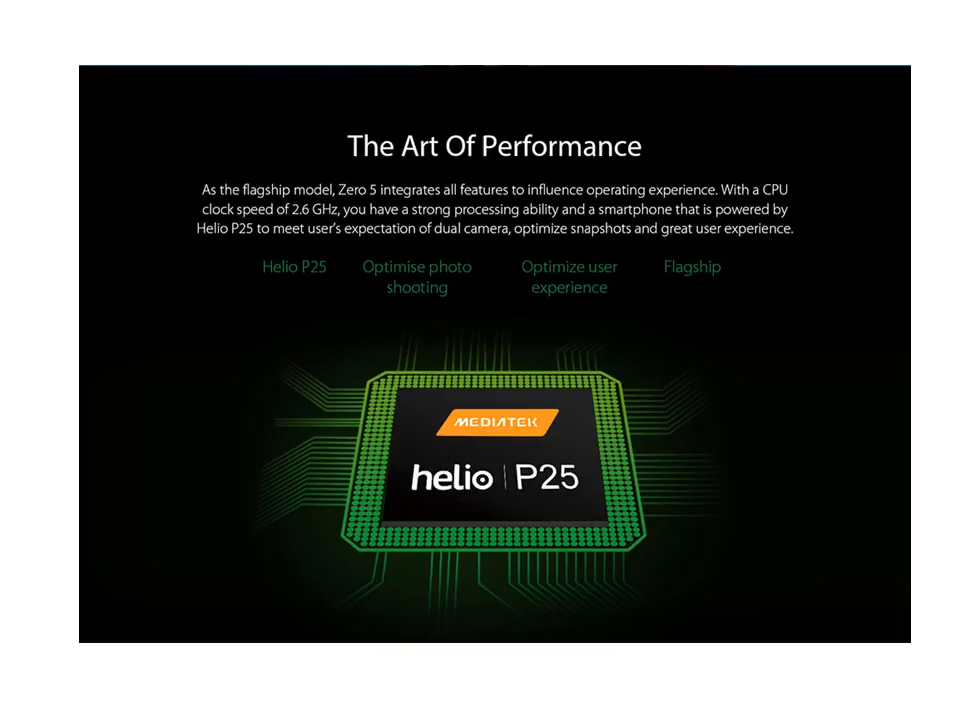 The Art Of Performance
As the flagship model, Zero 5 integrates all features to influence operating experience. With a CPU
clock speed of 2.6 GHz, you have a strong processing ability and a smartphone that is powered by
Helio P25 to meet user's expectation of dual camera, optimize snapshots and great user experience.
Helio P25
Optimise photo
shooting
Optimize user
experience
Flagship
MEDIATEK
helio | P25